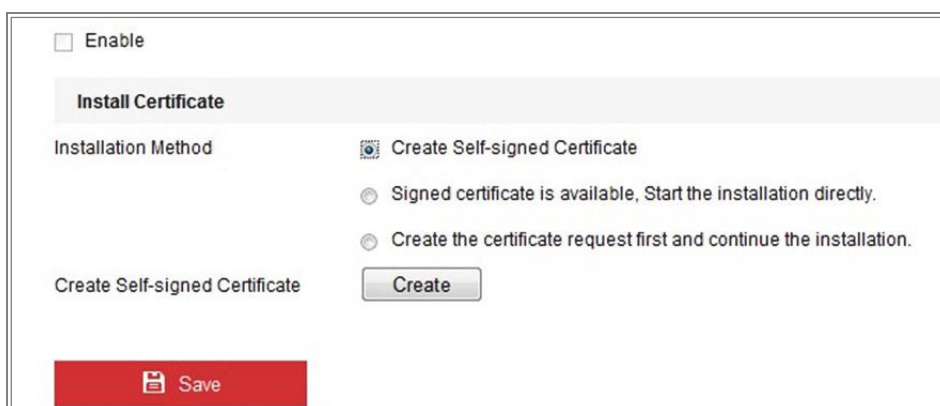 Enable
Install Certificate
Installation Method
Create Self-signed Certificate
Signed certificate is available, Start the installation directly.
Create the certificate request first and continue the installation.
Create Self-signed Certificate
Create
Save